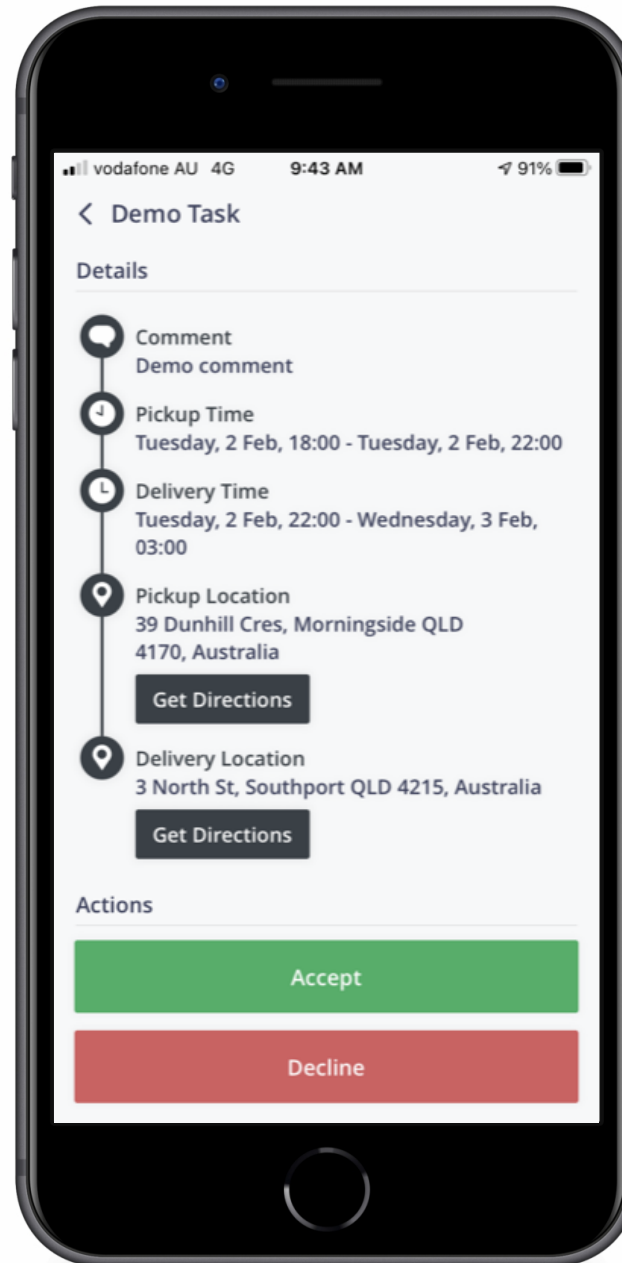 vodafone AU 4G 9:43 AM 91%
Demo Task
Details
Comment
Demo comment
Pickup Time
Tuesday, 2 Feb, 18:00 - Tuesday, 2 Feb, 22:00
Delivery Time
Tuesday, 2 Feb, 22:00 - Wednesday, 3 Feb,
03:00
Pickup Location
39 Dunhill Cres, Morningside QLD
4170, Australia
Get Directions
Delivery Location
3 North St, Southport QLD 4215, Australia
Get Directions
Actions
Accept
Decline